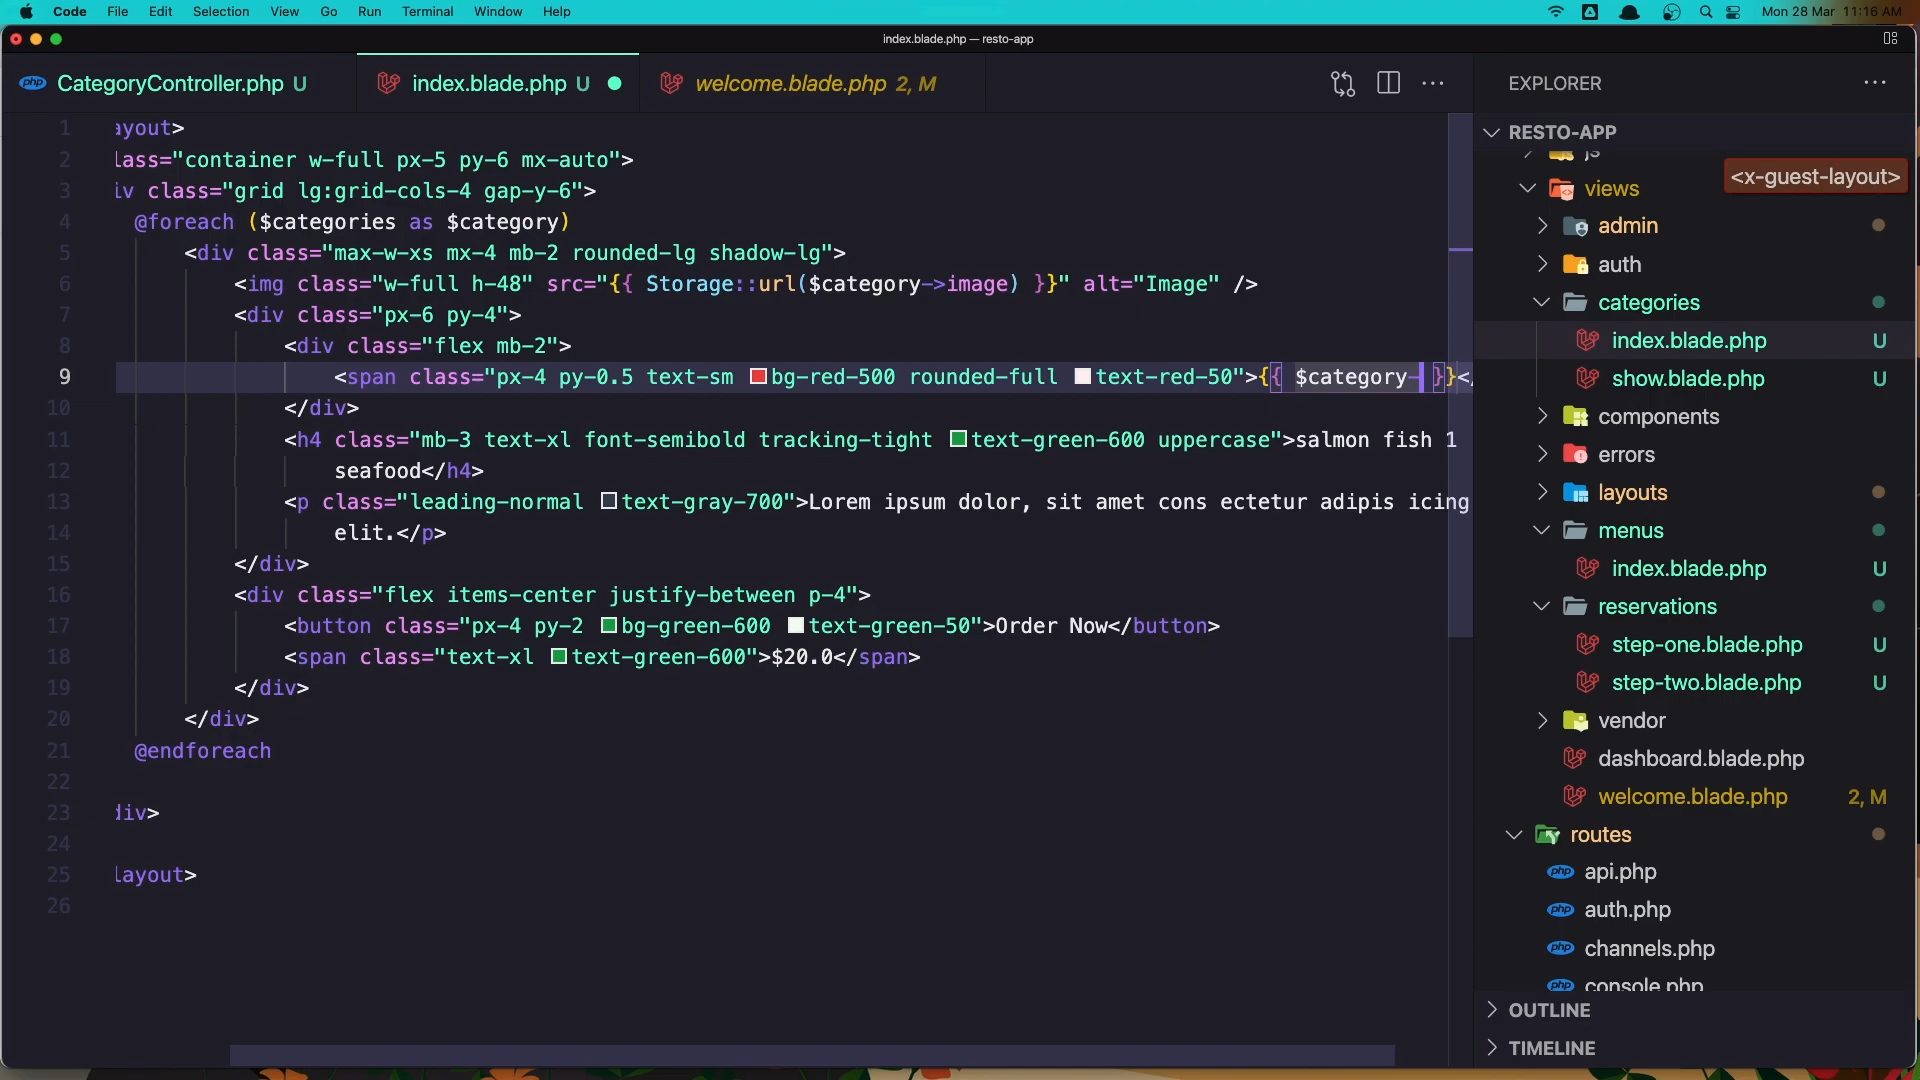 Code File Edit Selection View Go Run Terminal Window Help Mon 28 Mar 11:16 AM
index.blade.php — resto-app
php CategoryController.php U index.blade.php U welcome.blade.php 2, M
EXPLORER
1 ayout>
2 lass="container w-full px-5 py-6 mx-auto">
3 iv class="grid lg:grid-cols-4 gap-y-6">
4 @foreach ($categories as $category)
5 <div class="max-w-xs mx-4 mb-2 rounded-lg shadow-lg">
6 <img class="w-full h-48" src="{{ Storage::url($category->image) }}" alt="Image" />
7 <div class="px-6 py-4">
8 <div class="flex mb-2">
9 <span class="px-4 py-0.5 text-sm bg-red-500 rounded-full text-red-50">{{ $category- }}</
10 </div>
11 <h4 class="mb-3 text-xl font-semibold tracking-tight text-green-600 uppercase">salmon fish 1
12 seafood</h4>
13 <p class="leading-normal text-gray-700">Lorem ipsum dolor, sit amet cons ectetur adipis icing
14 elit.</p>
15 </div>
16 <div class="flex items-center justify-between p-4">
17 <button class="px-4 py-2 bg-green-600 text-green-50">Order Now</button>
18 <span class="text-xl text-green-600">$20.0</span>
19 </div>
20 </div>
21 @endforeach
22
23 div>
24
25 layout>
26
RESTO-APP
js
<x-guest-layout>
views
admin
auth
categories
index.blade.php U
show.blade.php U
components
errors
layouts
menus
index.blade.php U
reservations
step-one.blade.php U
step-two.blade.php U
vendor
dashboard.blade.php
welcome.blade.php 2, M
routes
php api.php
php auth.php
php channels.php
php console.php
OUTLINE
TIMELINE